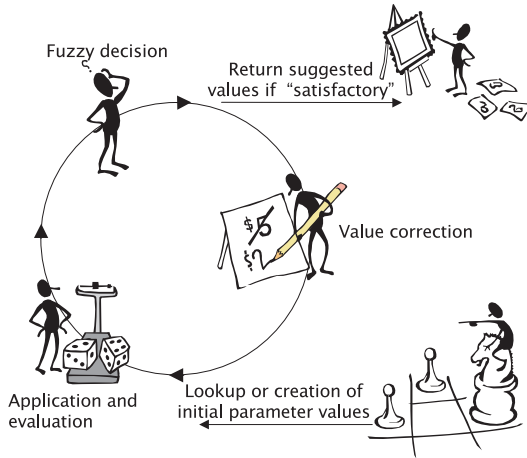 Fuzzy decision
Return suggested
values if "satisfactory"
$5
$2
Value correction
Application and
evaluation
Lookup or creation of
initial parameter values